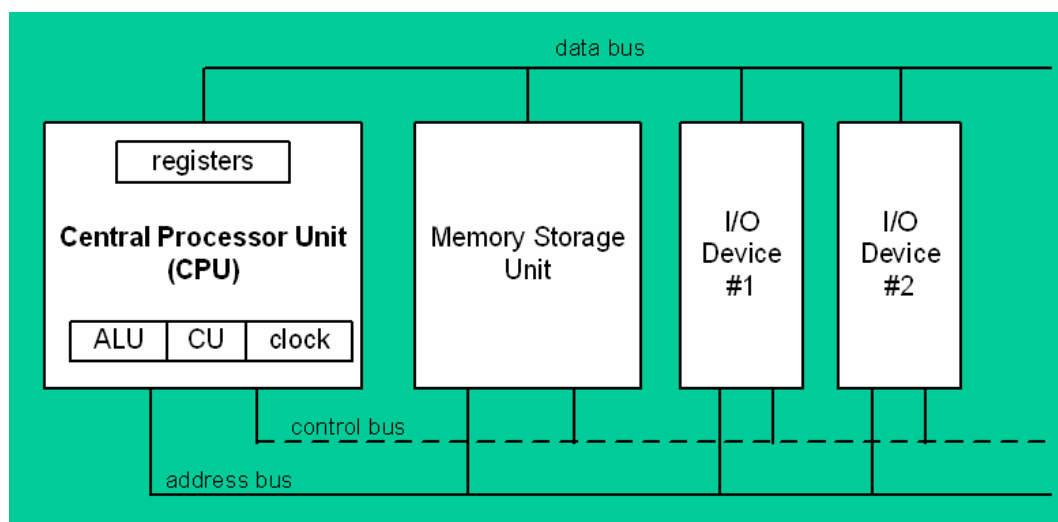 data bus
registers
Central Processor Unit
(CPU)
ALU CU clock
Memory Storage
Unit
I/O
Device
#1
I/O
Device
#2
control bus
address bus